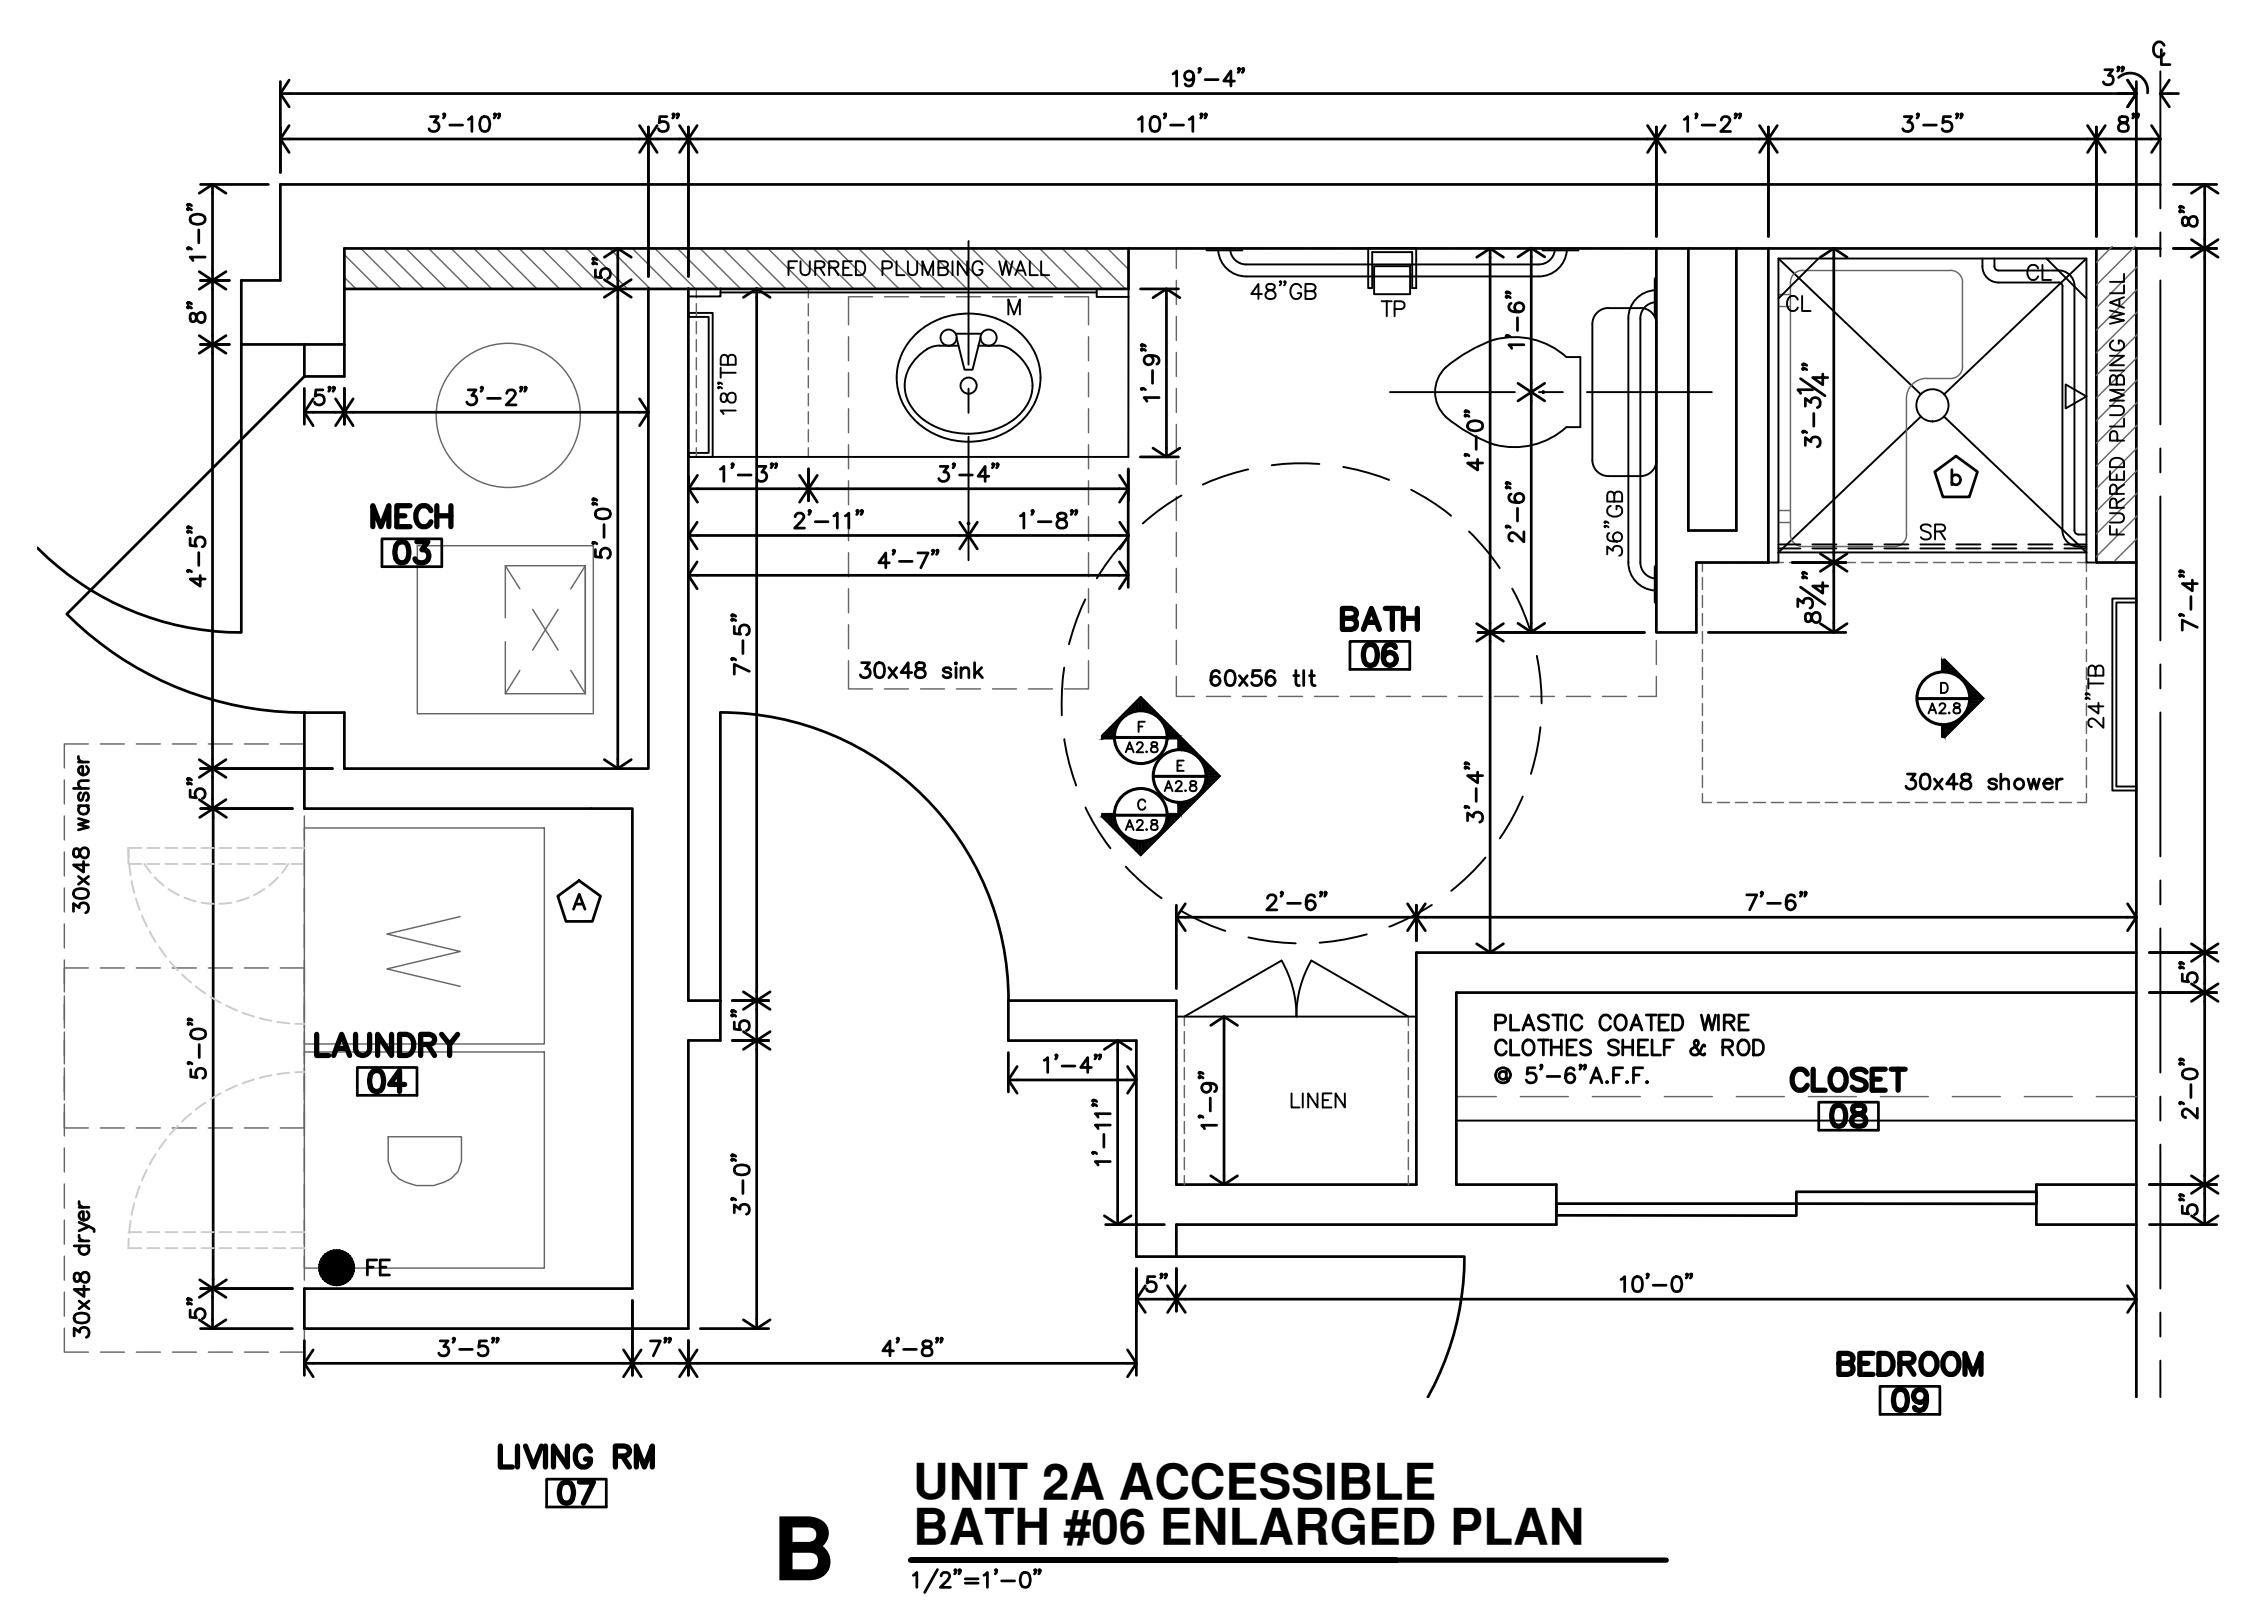 ℄
19'-4" 3"
3'-10" 5" 10'-1" 1'-2" 3'-5" 8"
1'-0"
8"
4'-5"
5"
5'-0"
5"
8"
7'-4"
5"
2'-0"
5"
FURRED PLUMBING WALL
5"
M
18"TB
1'-9"
48"GB
TP
1'-6"
4'-0"
2'-6"
36"GB
CL
CL
3'-3¼"
b
SR
FURRED PLUMBING WALL
8¾"
5" 3'-2"
MECH
03
5'-0"
1'-3" 3'-4"
2'-11" 1'-8"
4'-7"
7'-5"
30x48 sink
BATH
06
60x56 tlt
F
A2.8
E
A2.8
C
A2.8
D
A2.8
24"TB
30x48 shower
3'-4"
30x48 washer
A
W
LAUNDRY
04
D
FE
30x48 dryer
5"
3'-0"
2'-6" 7'-6"
1'-4"
1'-11"
1'-9"
LINEN
PLASTIC COATED WIRE
CLOTHES SHELF & ROD
@ 5'-6"A.F.F.
CLOSET
08
5" 10'-0"
3'-5" 7" 4'-8"
BEDROOM
09
LIVING RM
07
B
UNIT 2A ACCESSIBLE
BATH #06 ENLARGED PLAN
1/2"=1'-0"